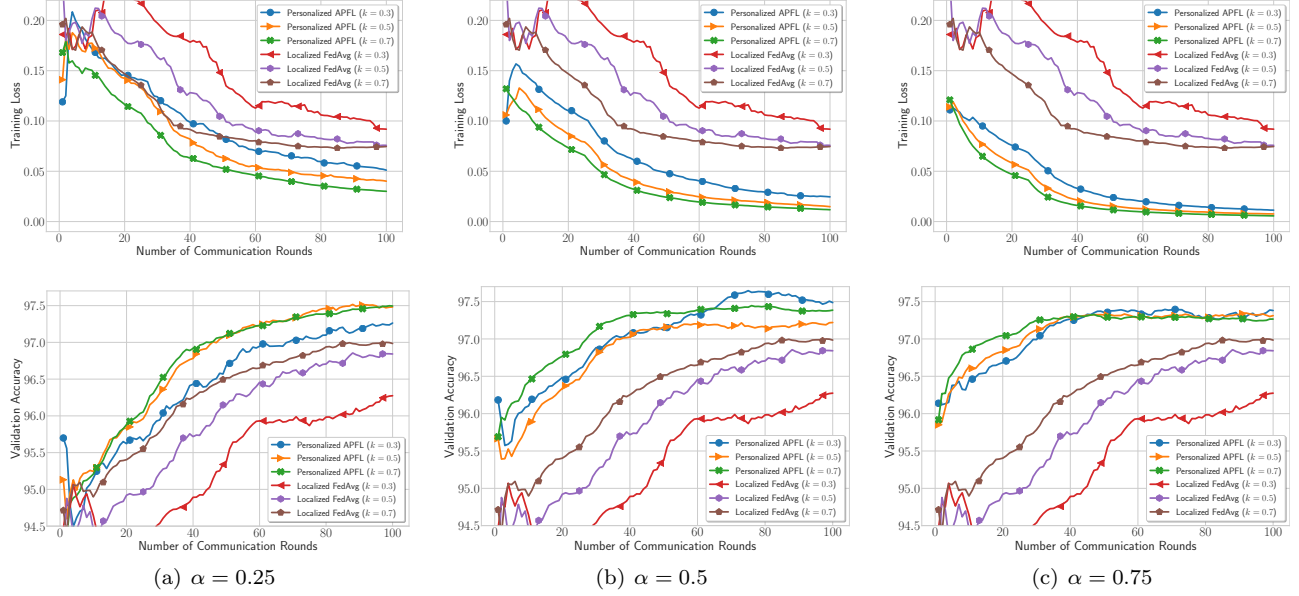 0.20
0.15
0.10
0.05
0.00
Training Loss
0 20 40 60 80 100
Number of Communication Rounds
Personalized APFL (k = 0.3)
Personalized APFL (k = 0.5)
Personalized APFL (k = 0.7)
Localized FedAvg (k = 0.3)
Localized FedAvg (k = 0.5)
Localized FedAvg (k = 0.7)
0.20
0.15
0.10
0.05
0.00
Training Loss
0 20 40 60 80 100
Number of Communication Rounds
Personalized APFL (k = 0.3)
Personalized APFL (k = 0.5)
Personalized APFL (k = 0.7)
Localized FedAvg (k = 0.3)
Localized FedAvg (k = 0.5)
Localized FedAvg (k = 0.7)
0.20
0.15
0.10
0.05
0.00
Training Loss
0 20 40 60 80 100
Number of Communication Rounds
Personalized APFL (k = 0.3)
Personalized APFL (k = 0.5)
Personalized APFL (k = 0.7)
Localized FedAvg (k = 0.3)
Localized FedAvg (k = 0.5)
Localized FedAvg (k = 0.7)
97.5
97.0
96.5
96.0
95.5
95.0
94.5
Validation Accuracy
0 20 40 60 80 100
Number of Communication Rounds
Personalized APFL (k = 0.3)
Personalized APFL (k = 0.5)
Personalized APFL (k = 0.7)
Localized FedAvg (k = 0.3)
Localized FedAvg (k = 0.5)
Localized FedAvg (k = 0.7)
(a) α = 0.25
97.5
97.0
96.5
96.0
95.5
95.0
94.5
Validation Accuracy
0 20 40 60 80 100
Number of Communication Rounds
Personalized APFL (k = 0.3)
Personalized APFL (k = 0.5)
Personalized APFL (k = 0.7)
Localized FedAvg (k = 0.3)
Localized FedAvg (k = 0.5)
Localized FedAvg (k = 0.7)
(b) α = 0.5
97.5
97.0
96.5
96.0
95.5
95.0
94.5
Validation Accuracy
0 20 40 60 80 100
Number of Communication Rounds
Personalized APFL (k = 0.3)
Personalized APFL (k = 0.5)
Personalized APFL (k = 0.7)
Localized FedAvg (k = 0.3)
Localized FedAvg (k = 0.5)
Localized FedAvg (k = 0.7)
(c) α = 0.75